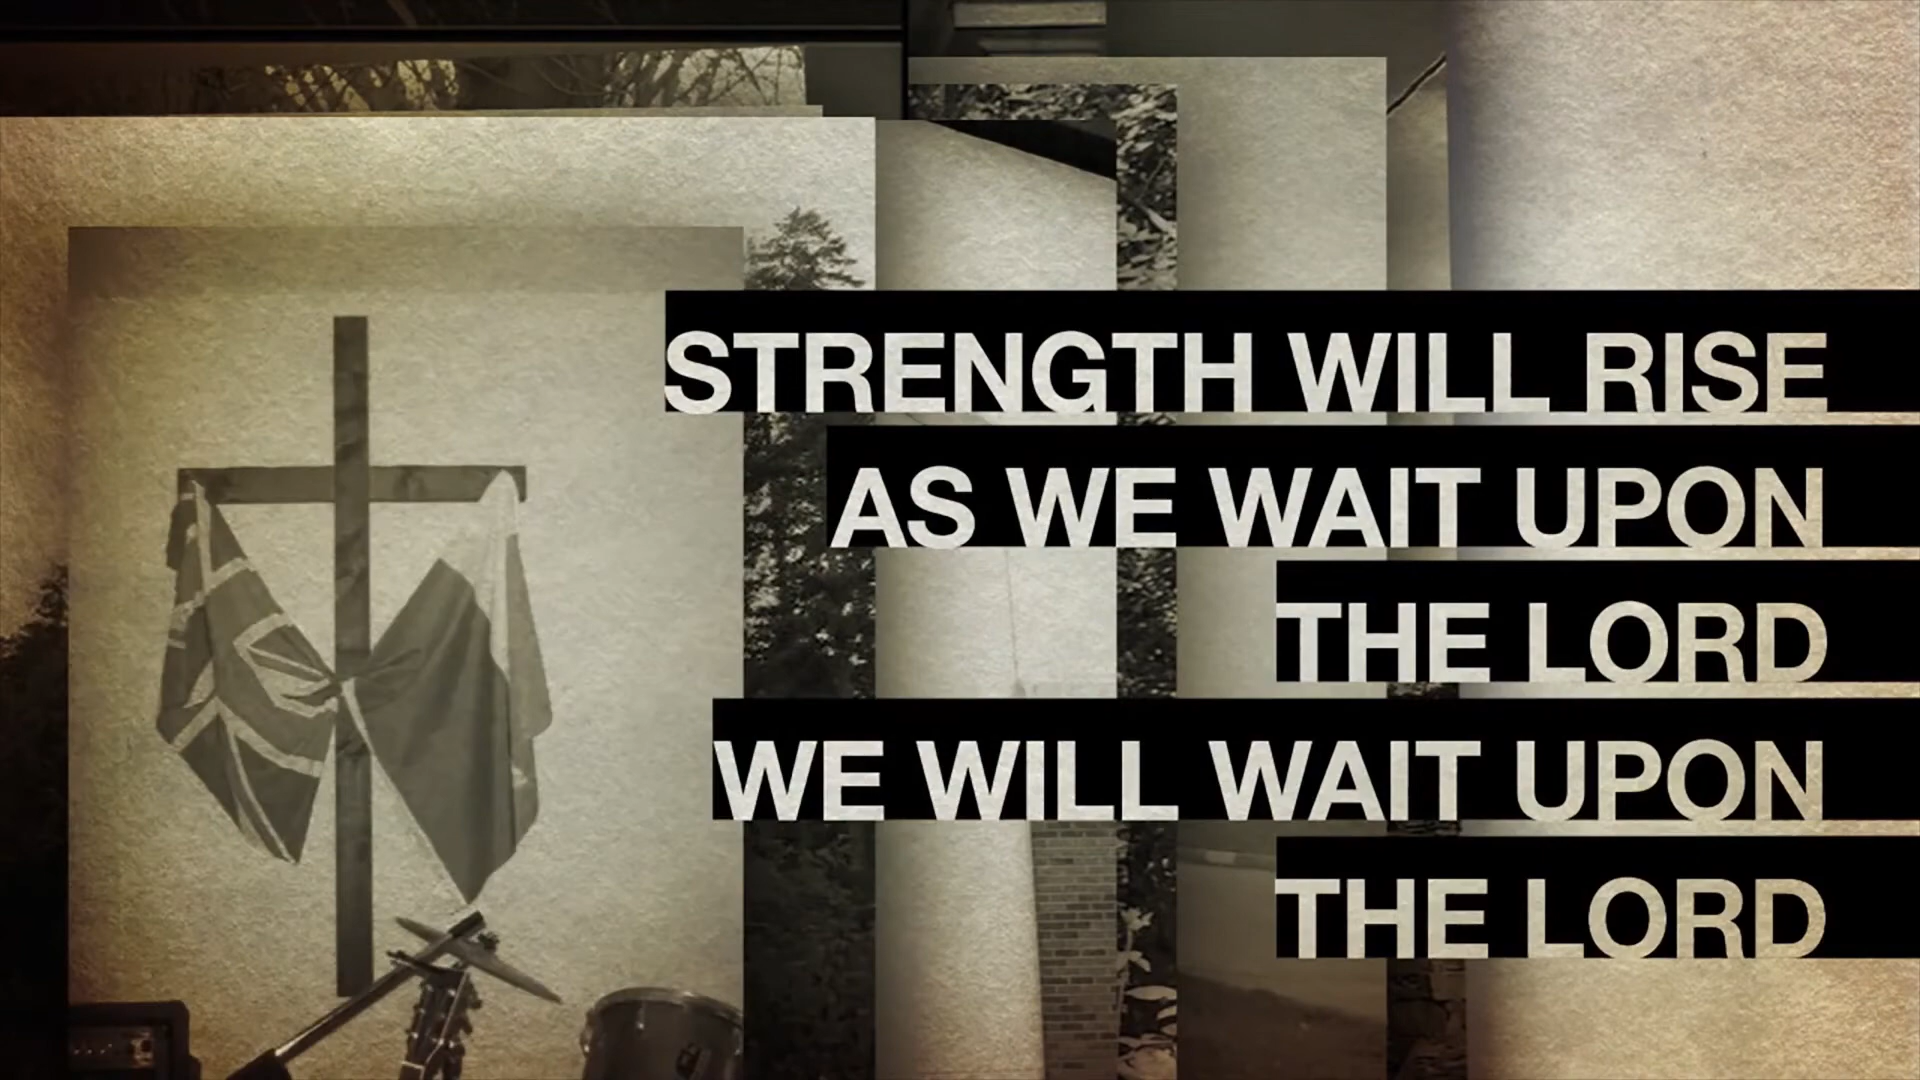 STRENGTH WILL RISE
AS WE WAIT UPON
THE LORD
WE WILL WAIT UPON
THE LORD